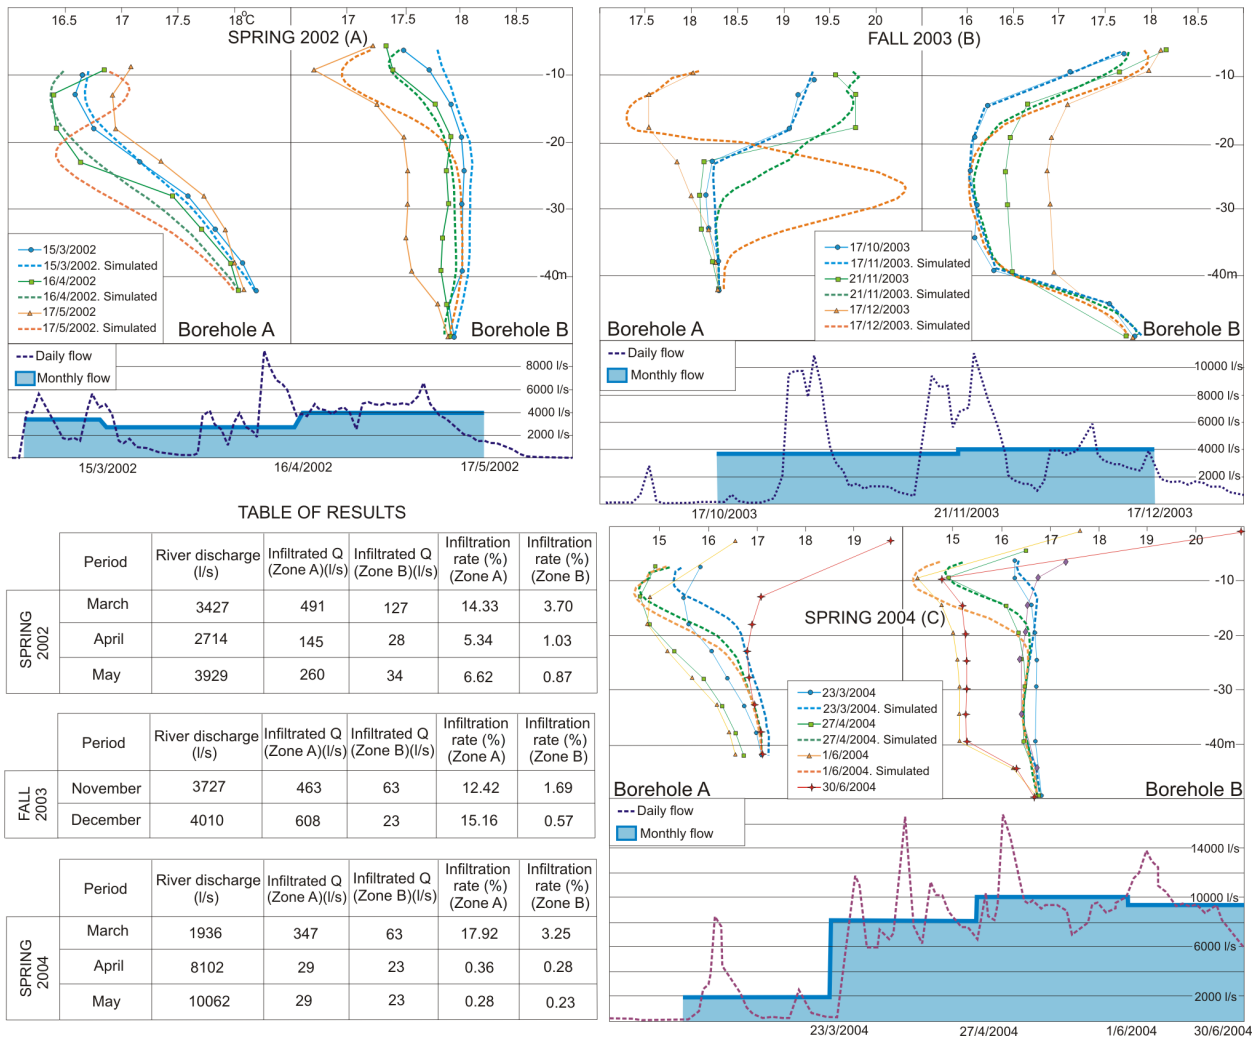 16.5 17 17.5 18°C 17 17.5 18 18.5
SPRING 2002 (A)
-10
-20
-30
-40m
15/3/2002
15/3/2002. Simulated
16/4/2002
16/4/2002. Simulated
17/5/2002
17/5/2002. Simulated
Borehole A
Borehole B
Daily flow
Monthly flow
8000 l/s
6000 l/s
4000 l/s
2000 l/s
15/3/2002 16/4/2002 17/5/2002
17.5 18 18.5 19 19.5 20 16 16.5 17 17.5 18 18.5
FALL 2003 (B)
-10
-20
-30
-40m
17/10/2003
17/11/2003. Simulated
21/11/2003
21/11/2003. Simulated
17/12/2003
17/12/2003. Simulated
Borehole A
Borehole B
Daily flow
Monthly flow
10000 l/s
8000 l/s
6000 l/s
4000 l/s
2000 l/s
17/10/2003 21/11/2003 17/12/2003
TABLE OF RESULTS
Period River discharge (l/s) Infiltrated Q (Zone A)(l/s) Infiltrated Q (Zone B)(l/s) Infiltration rate (%) (Zone A) Infiltration rate (%) (Zone B)
SPRING 2002
March 3427 491 127 14.33 3.70
April 2714 145 28 5.34 1.03
May 3929 260 34 6.62 0.87
Period River discharge (l/s) Infiltrated Q (Zone A)(l/s) Infiltrated Q (Zone B)(l/s) Infiltration rate (%) (Zone A) Infiltration rate (%) (Zone B)
FALL 2003
November 3727 463 63 12.42 1.69
December 4010 608 23 15.16 0.57
Period River discharge (l/s) Infiltrated Q (Zone A)(l/s) Infiltrated Q (Zone B)(l/s) Infiltration rate (%) (Zone A) Infiltration rate (%) (Zone B)
SPRING 2004
March 1936 347 63 17.92 3.25
April 8102 29 23 0.36 0.28
May 10062 29 23 0.28 0.23
15 16 17 18 19 15 16 17 18 19 20
-10
SPRING 2004 (C)
-20
-30
-40m
23/3/2004
23/3/2004. Simulated
27/4/2004
27/4/2004. Simulated
1/6/2004
1/6/2004. Simulated
30/6/2004
Borehole A
Borehole B
Daily flow
Monthly flow
14000 l/s
10000 l/s
6000 l/s
2000 l/s
23/3/2004 27/4/2004 1/6/2004 30/6/2004